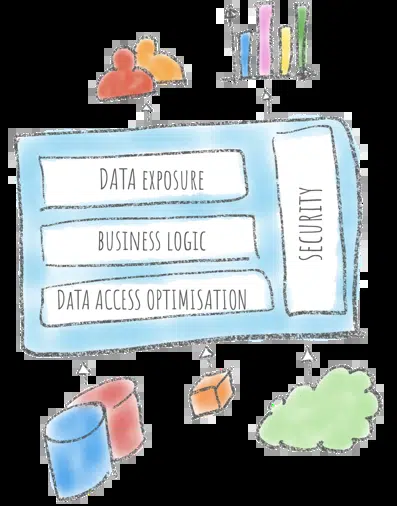 DATA EXPOSURE
BUSINESS LOGIC
DATA ACCESS OPTIMISATION
SECURITY